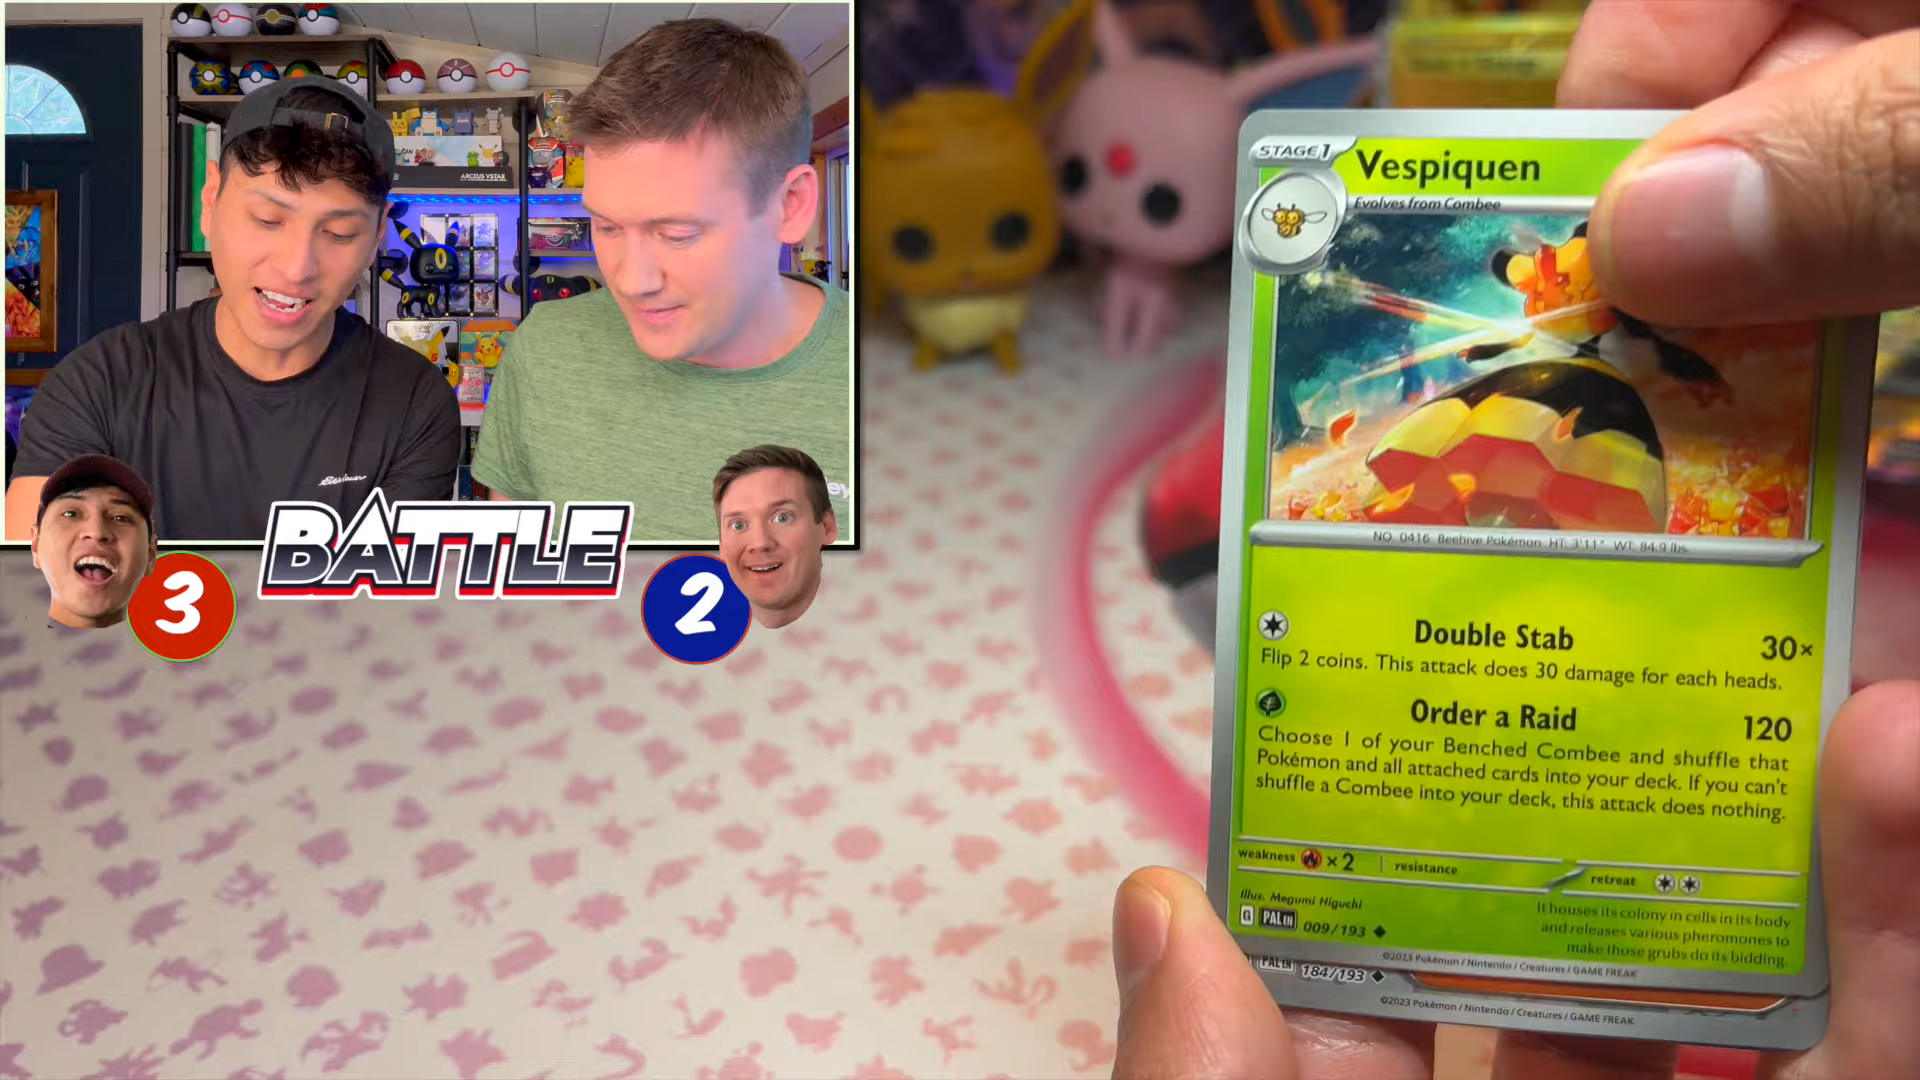 ARCEUS VSTAR
Eddie Bauer
BATTLE
3
2
STAGE 1
Vespiquen
Evolves from Combee
NO. 0416 Beehive Pokémon HT: 3'11" WT: 84.9 lbs.
Double Stab 30×
Flip 2 coins. This attack does 30 damage for each heads.
Order a Raid 120
Choose 1 of your Benched Combee and shuffle that
Pokémon and all attached cards into your deck. If you can't
shuffle a Combee into your deck, this attack does nothing.
weakness ×2 resistance retreat
Illus. Megumi Higuchi
G PAL EN 009/193
It houses its colony in cells in its body
and releases various pheromones to
make those grubs do its bidding.
©2023 Pokémon / Nintendo / Creatures / GAME FREAK
PAL EN 184/193
©2023 Pokémon / Nintendo / Creatures / GAME FREAK